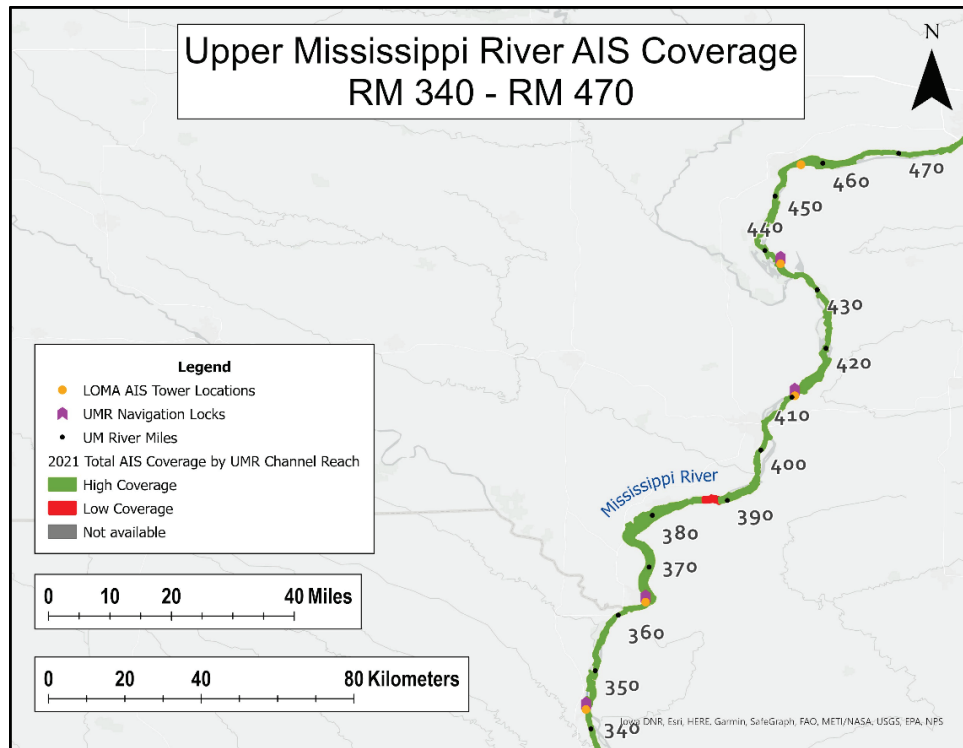 Upper Mississippi River AIS Coverage
RM 340 - RM 470
N
470
460
450
440
430
420
410
400
Mississippi River
390
380
370
360
350
340
Legend
LOMA AIS Tower Locations
UMR Navigation Locks
UM River Miles
2021 Total AIS Coverage by UMR Channel Reach
High Coverage
Low Coverage
Not available
0 10 20 40 Miles
0 20 40 80 Kilometers
Iowa DNR, Esri, HERE, Garmin, SafeGraph, FAO, METI/NASA, USGS, EPA, NPS